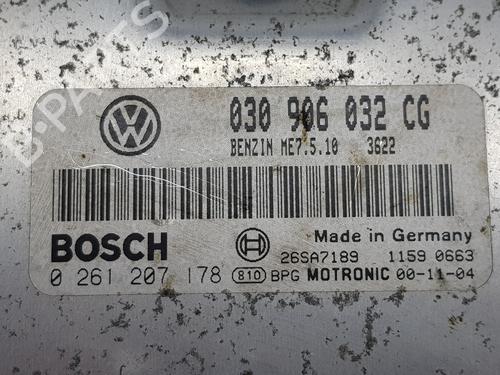 030 906 032 CG
BENZIN ME7.5.10 3622
BOSCH
Made in Germany
26SA7189 1159 0663
0 261 207 178 810 BPG MOTRONIC 00-11-04